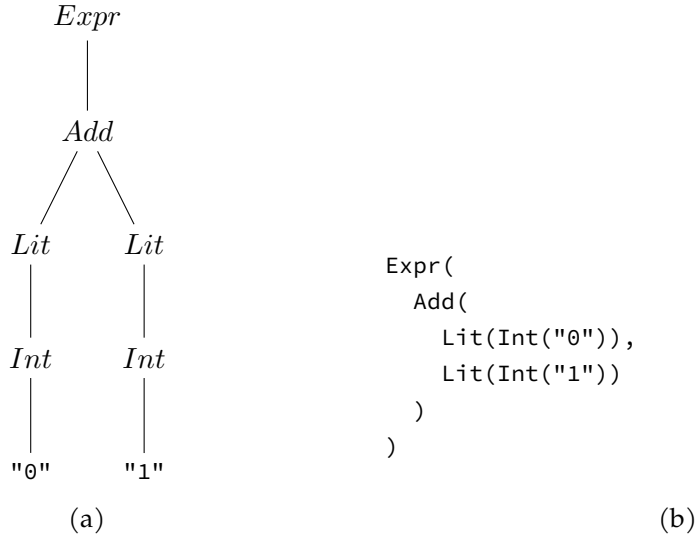 Expr
Add
Lit Lit
Int Int
"0" "1"
(a)
Expr(
  Add(
    Lit(Int("0")),
    Lit(Int("1"))
  )
)
(b)